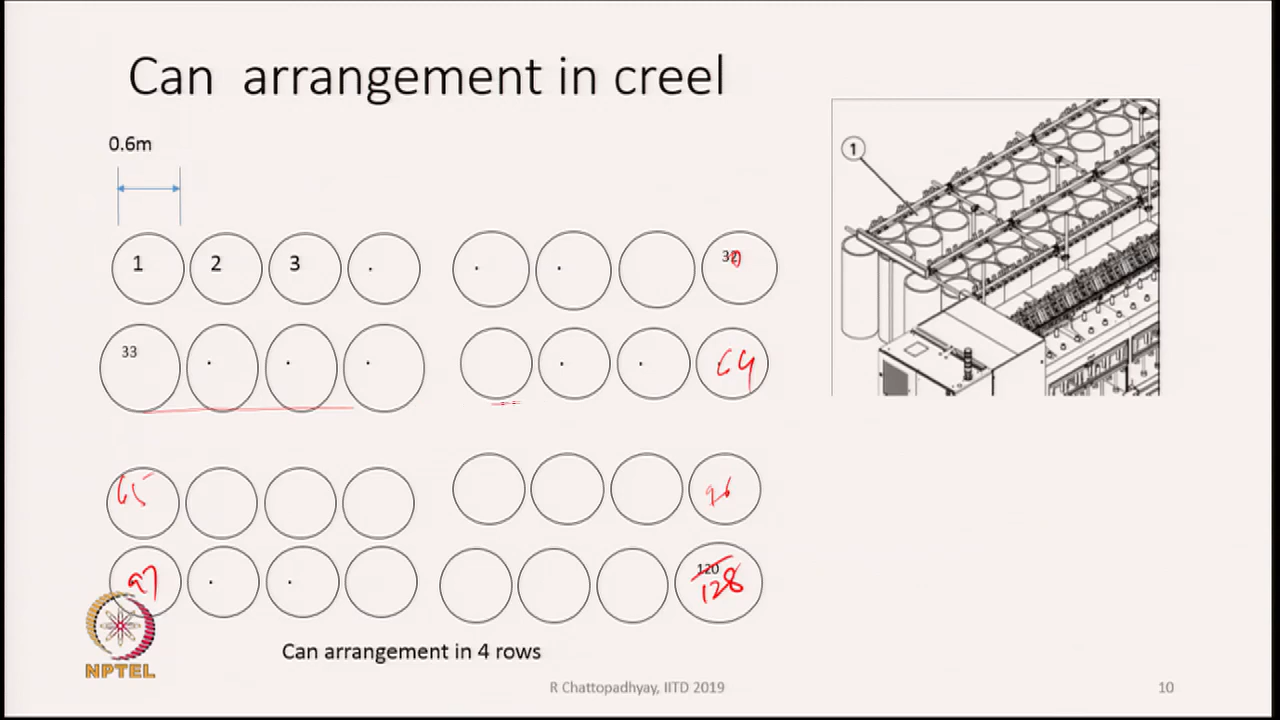 Can arrangement in creel
0.6m
1
1 2 3 .
. . 32
33 . . .
. . 64
65
96
97 . .
120
128
NPTEL
Can arrangement in 4 rows
R Chattopadhyay, IITD 2019
10